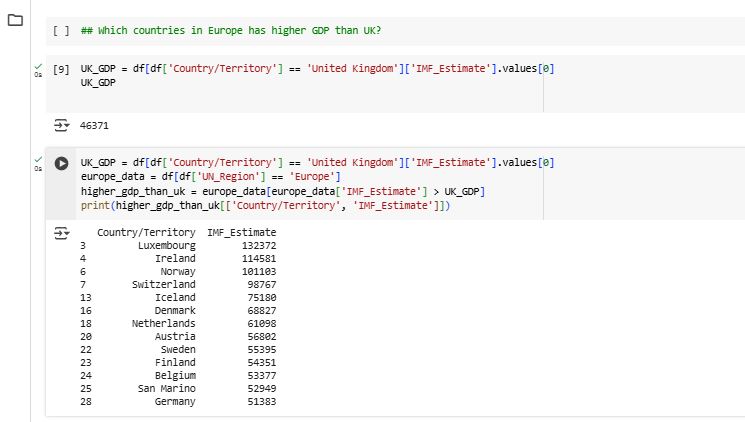 [ ] ## Which countries in Europe has higher GDP than UK?
0s [9] UK_GDP = df[df['Country/Territory'] == 'United Kingdom']['IMF_Estimate'].values[0]
UK_GDP
46371
0s UK_GDP = df[df['Country/Territory'] == 'United Kingdom']['IMF_Estimate'].values[0]
europe_data = df[df['UN_Region'] == 'Europe']
higher_gdp_than_uk = europe_data[europe_data['IMF_Estimate'] > UK_GDP]
print(higher_gdp_than_uk[['Country/Territory', 'IMF_Estimate']])
Country/Territory IMF_Estimate
3 Luxembourg 132372
4 Ireland 114581
6 Norway 101103
7 Switzerland 98767
13 Iceland 75180
16 Denmark 68827
18 Netherlands 61098
20 Austria 56802
22 Sweden 55395
23 Finland 54351
24 Belgium 53377
25 San Marino 52949
28 Germany 51383